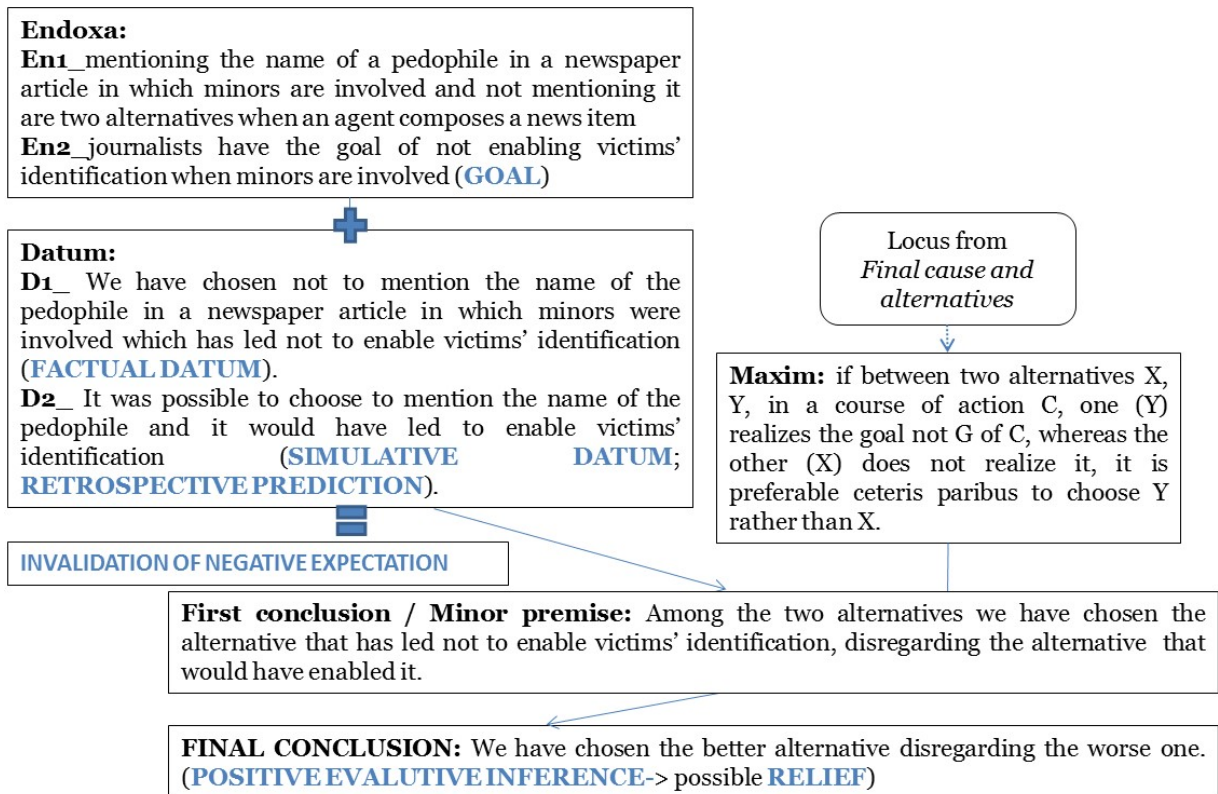 Endoxa:
En1_mentioning the name of a pedophile in a newspaper
article in which minors are involved and not mentioning it
are two alternatives when an agent composes a news item
En2_journalists have the goal of not enabling victims’
identification when minors are involved (GOAL)
Datum:
D1_ We have chosen not to mention the name of the
pedophile in a newspaper article in which minors were
involved which has led not to enable victims’ identification
(FACTUAL DATUM).
D2_ It was possible to choose to mention the name of the
pedophile and it would have led to enable victims’
identification (SIMULATIVE DATUM;
RETROSPECTIVE PREDICTION).
INVALIDATION OF NEGATIVE EXPECTATION
Locus from
Final cause and
alternatives
Maxim: if between two alternatives X,
Y, in a course of action C, one (Y)
realizes the goal not G of C, whereas the
other (X) does not realize it, it is
preferable ceteris paribus to choose Y
rather than X.
First conclusion / Minor premise: Among the two alternatives we have chosen the
alternative that has led not to enable victims’ identification, disregarding the alternative that
would have enabled it.
FINAL CONCLUSION: We have chosen the better alternative disregarding the worse one.
(POSITIVE EVALUTIVE INFERENCE-> possible RELIEF)